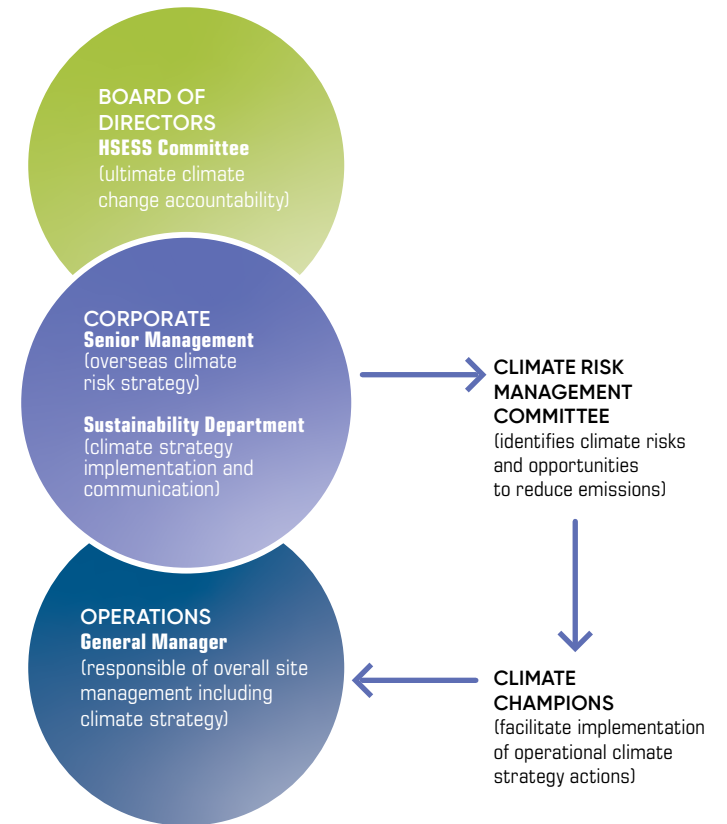 BOARD OF
DIRECTORS
HSESS Committee
(ultimate climate
change accountability)
CORPORATE
Senior Management
(overseas climate
risk strategy)
Sustainability Department
(climate strategy
implementation and
communication)
CLIMATE RISK
MANAGEMENT
COMMITTEE
(identifies climate risks
and opportunities
to reduce emissions)
OPERATIONS
General Manager
(responsible of overall site
management including
climate strategy)
CLIMATE
CHAMPIONS
(facilitate implementation
of operational climate
strategy actions)